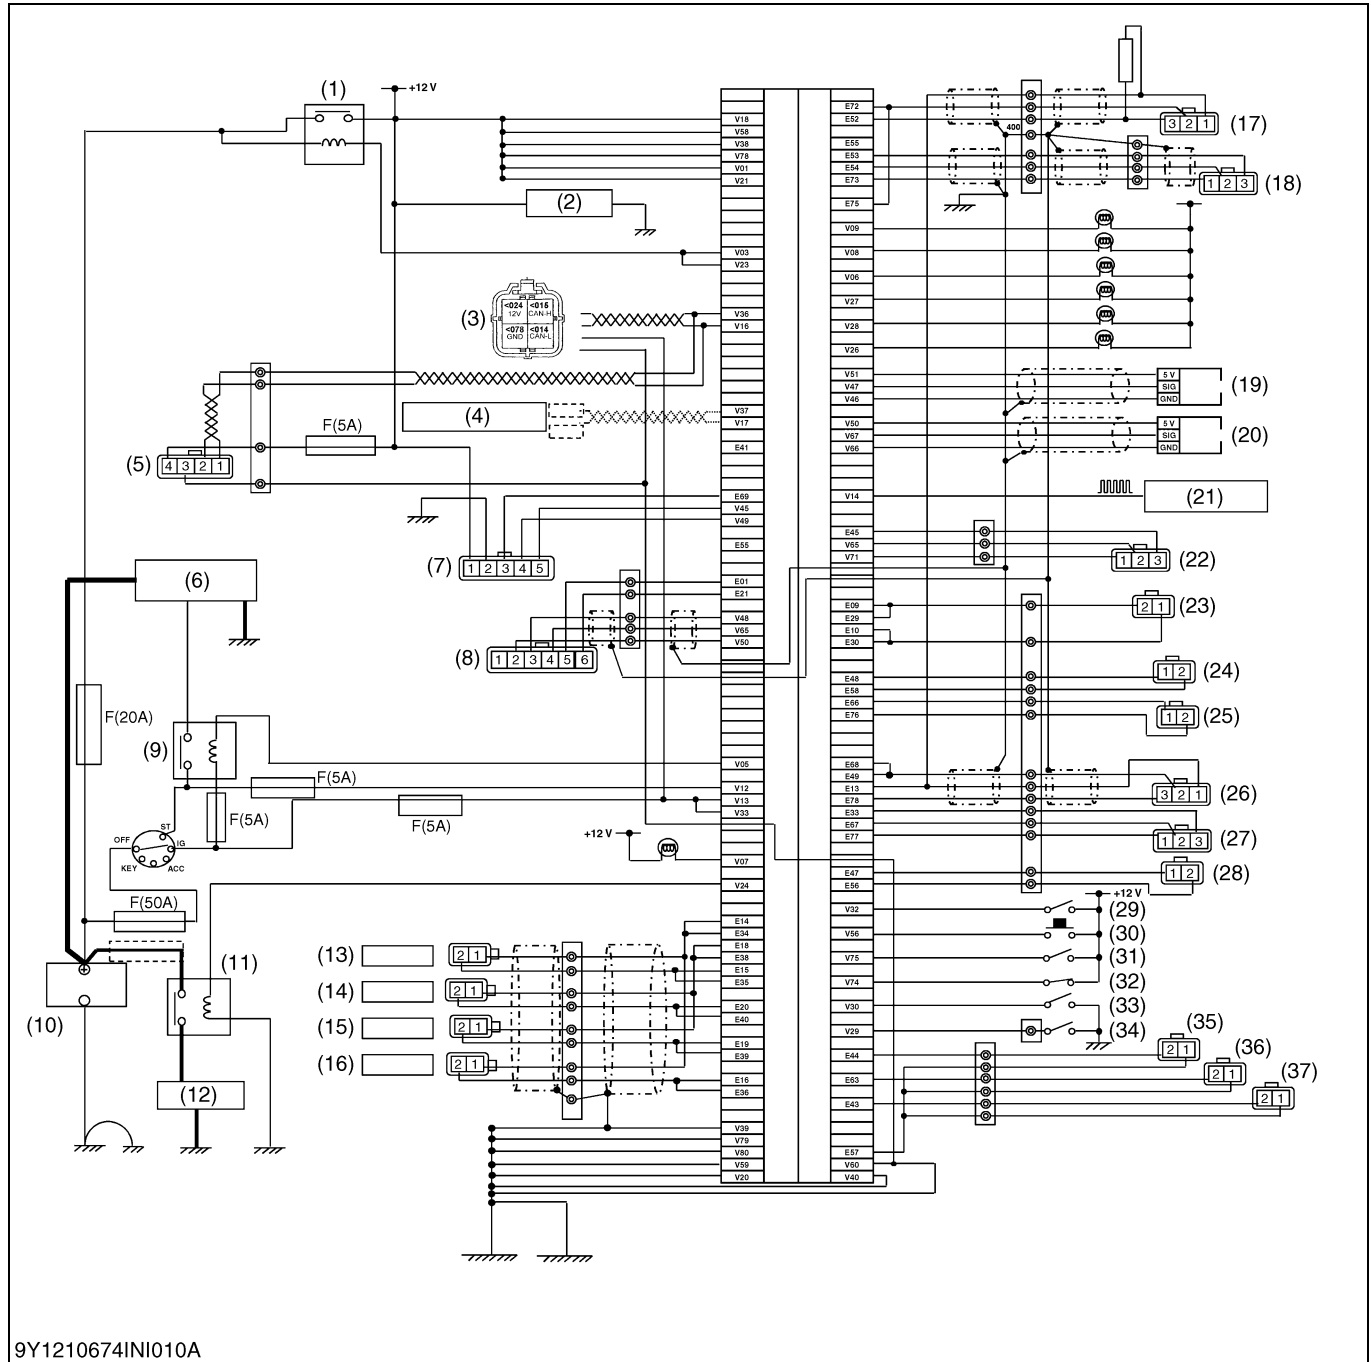 (1)
+12 V
V18
V58
V38
V78
V01
V21
(2)
V03
V23
(3)
<024 <015
12V CAN-H
<078 <014
GND CAN-L
V36
V16
(4)
V37
V17
F(5A)
E41
(5)
4 3 2 1
E69
V45
V49
E55
(7)
1 2 3 4 5
(6)
E01
E21
V48
V65
V50
(8)
1 2 3 4 5 6
F(20A)
(9)
V05
F(5A)
V12
V13
V33
F(5A)
F(5A)
ST
OFF
IG
KEY
ACC
+12 V
V07
V24
F(50A)
E14
E34
E18
E38
E15
E35
E20
E40
E19
E39
E16
E36
(10)
(11)
(12)
(13)
2 1
(14)
2 1
(15)
2 1
(16)
2 1
V39
V79
V80
V59
V20
E72
E52
400
E55
E53
E54
E73
E75
3 2 1
(17)
1 2 3
(18)
V09
V08
V06
V27
V28
V26
V51
V47
V46
5 V
SIG
GND
(19)
V50
V67
V66
5 V
SIG
GND
(20)
V14
(21)
E45
V65
V71
1 2 3
(22)
E09
E29
E10
E30
2 1
(23)
E48
E58
1 2
(24)
E66
E76
1 2
(25)
E68
E49
E13
E78
E33
E67
E77
3 2 1
(26)
1 2 3
(27)
E47
E56
1 2
(28)
+12 V
V32
(29)
V56
(30)
V75
(31)
V74
(32)
V30
(33)
V29
(34)
E44
E63
E43
2 1
(35)
2 1
(36)
2 1
(37)
E57
V60
V40
9Y1210674INI010A